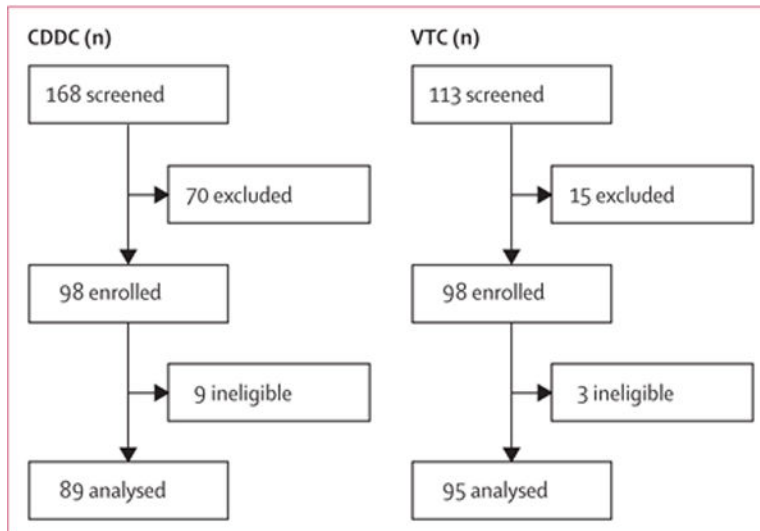 CDDC (n)
168 screened
70 excluded
98 enrolled
9 ineligible
89 analysed
VTC (n)
113 screened
15 excluded
98 enrolled
3 ineligible
95 analysed